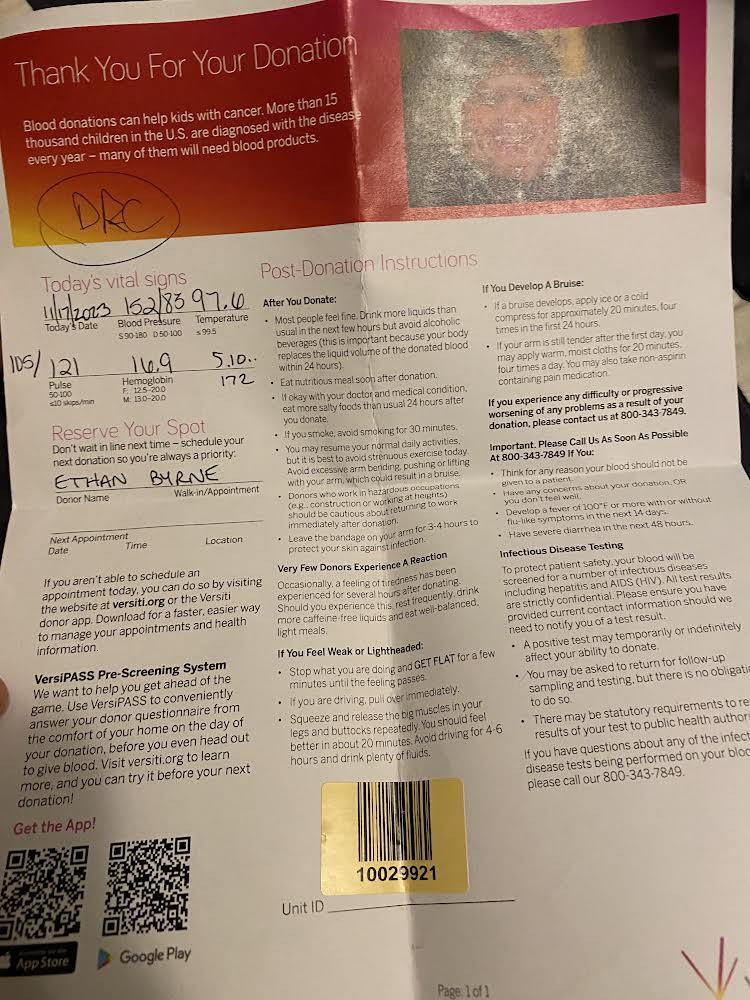 Thank You For Your Donation
Blood donations can help kids with cancer. More than 15
thousand children in the U.S. are diagnosed with the disease
every year – many of them will need blood products.
DRC
Today's vital signs
11/17/2023 152/85 97.6
Today's Date Blood Pressure Temperature
S 90-180 D 50-100 ≤ 99.5
105/121 16.9 5.10..
172
Pulse Hemoglobin
50-100 F: 12.5-20.0
≤10 skips/min M: 13.0-20.0
Reserve Your Spot
Don't wait in line next time – schedule your
next donation so you're always a priority:
ETHAN BYRNE
Donor Name Walk-in/Appointment
Next Appointment
Date Time Location
If you aren't able to schedule an
appointment today, you can do so by visiting
the website at versiti.org or the Versiti
donor app. Download for a faster, easier way
to manage your appointments and health
information.
VersiPASS Pre-Screening System
We want to help you get ahead of the
game. Use VersiPASS to conveniently
answer your donor questionnaire from
the comfort of your home on the day of
your donation, before you even head out
to give blood. Visit versiti.org to learn
more, and you can try it before your next
donation!
Get the App!
App Store
Google Play
Post-Donation Instructions
After You Donate:
• Most people feel fine. Drink more liquids than
usual in the next few hours but avoid alcoholic
beverages (this is important because your body
replaces the liquid volume of the donated blood
within 24 hours).
• Eat nutritious meal soon after donation.
• If okay with your doctor and medical condition,
eat more salty foods than usual 24 hours after
you donate.
• If you smoke, avoid smoking for 30 minutes.
• You may resume your normal daily activities,
but it is best to avoid strenuous exercise today.
Avoid excessive arm bending, pushing or lifting
with your arm, which could result in a bruise.
• Donors who work in hazardous occupations
(e.g., construction or working at heights)
should be cautious about returning to work
immediately after donation.
• Leave the bandage on your arm for 3-4 hours to
protect your skin against infection.
Very Few Donors Experience A Reaction
Occasionally, a feeling of tiredness has been
experienced for several hours after donating.
Should you experience this, rest frequently, drink
more caffeine-free liquids and eat well-balanced,
light meals.
If You Feel Weak or Lightheaded:
• Stop what you are doing and GET FLAT for a few
minutes until the feeling passes.
• If you are driving, pull over immediately.
• Squeeze and release the big muscles in your
legs and buttocks repeatedly. You should feel
better in about 20 minutes. Avoid driving for 4-6
hours and drink plenty of fluids.
10029921
Unit ID
If You Develop A Bruise:
• If a bruise develops, apply ice or a cold
compress for approximately 20 minutes, four
times in the first 24 hours.
• If your arm is still tender after the first day, you
may apply warm, moist cloths for 20 minutes,
four times a day. You may also take non-aspirin
containing pain medication.
If you experience any difficulty or progressive
worsening of any problems as a result of your
donation, please contact us at 800-343-7849.
Important. Please Call Us As Soon As Possible
At 800-343-7849 If You:
• Think for any reason your blood should not be
given to a patient.
• Have any concerns about your donation, OR
you don't feel well.
• Develop a fever of 100°F or more with or without
flu-like symptoms in the next 14 days.
• Have severe diarrhea in the next 48 hours.
Infectious Disease Testing
To protect patient safety, your blood will be
screened for a number of infectious diseases
including hepatitis and AIDS (HIV). All test results
are strictly confidential. Please ensure you have
provided current contact information should we
need to notify you of a test result.
• A positive test may temporarily or indefinitely
affect your ability to donate.
• You may be asked to return for follow-up
sampling and testing, but there is no obligati
to do so.
• There may be statutory requirements to re
results of your test to public health author
If you have questions about any of the infect
disease tests being performed on your bloo
please call our 800-343-7849.
Page: 1 of 1